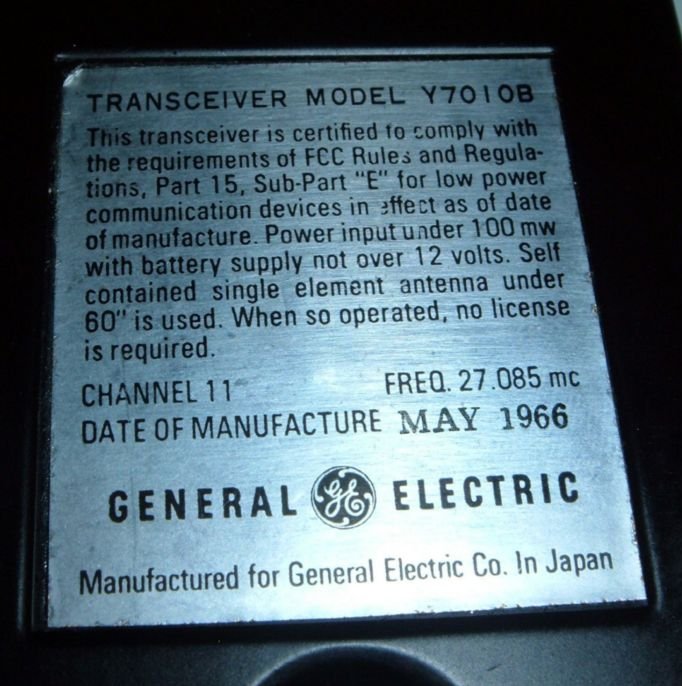 TRANSCEIVER MODEL Y7010B
This transceiver is certified to comply with
the requirements of FCC Rules and Regula-
tions, Part 15, Sub-Part "E" for low power
communication devices in effect as of date
of manufacture. Power input under 100 mw
with battery supply not over 12 volts. Self
contained single element antenna under
60" is used. When so operated, no license
is required.
CHANNEL 11 FREQ. 27.085 mc
DATE OF MANUFACTURE MAY 1966
GENERAL GE ELECTRIC
Manufactured for General Electric Co. In Japan